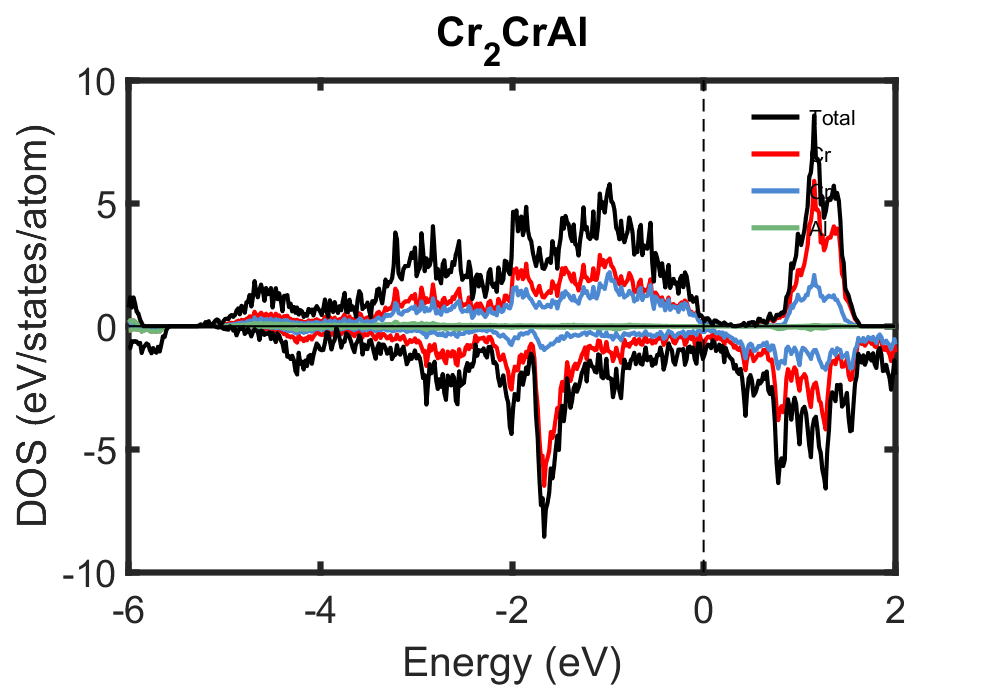 Cr2CrAl
DOS (eV/states/atom)
10
5
0
-5
-10
Total
Cr
Cr
Al
-6 -4 -2 0 2
Energy (eV)